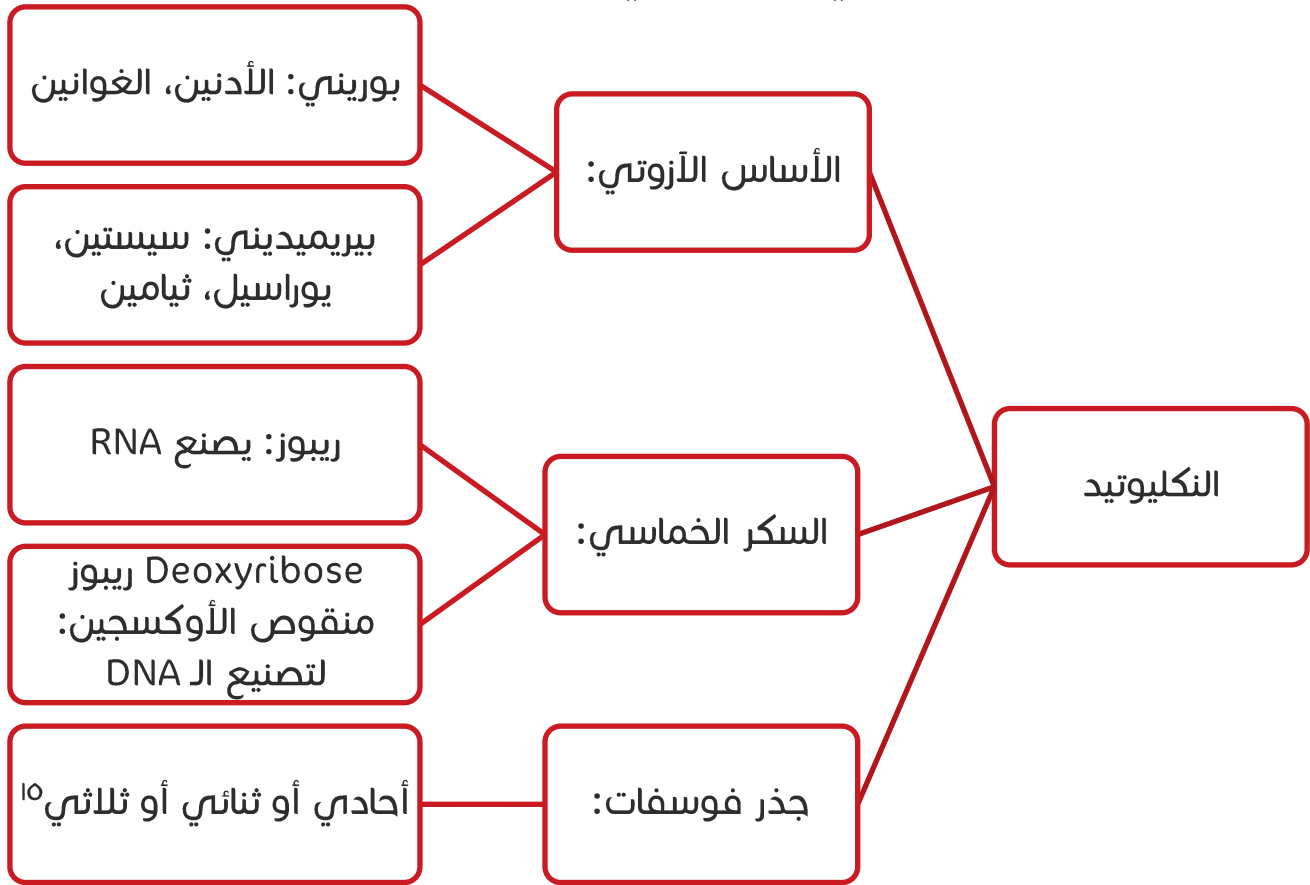 النكليوتيد
الأساس الآزوتي:
بوريني: الأدنين، الغوانين
بيريميديني: سيستين،
يوراسيل، ثيامين
السكر الخماسي:
ريبوز: يصنع RNA
Deoxyribose ريبوز
منقوص الأوكسجين:
لتصنيع الـ DNA
جذر فوسفات:
أحادي أو ثنائي أو ثلاثي١٥